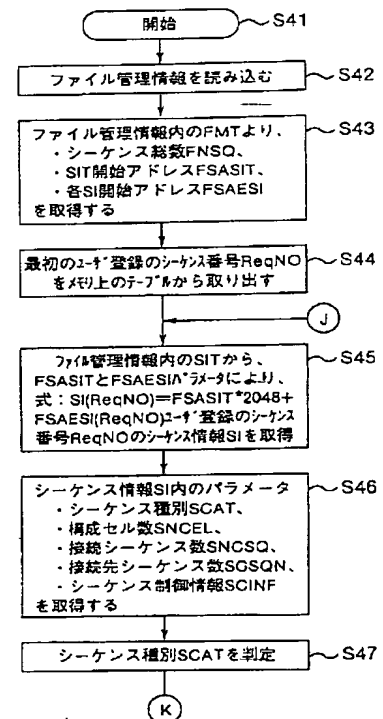 開始
S41
ファイル管理情報を読み込む
S42
ファイル管理情報内のFMTより、
・シーケンス総数FNSQ、
・SIT開始アドレスFSASIT、
・各SI開始アドレスFSAESI
を取得する
S43
最初のユーザ登録のシーケンス番号ReqNO
をメモリ上のテーブルから取り出す
S44
J
ファイル管理情報内のSITから、
FSASITとFSAESIパラメータにより、
式：SI(ReqNO)=FSASIT*2048+
FSAESI(ReqNO)ユーザ登録のシーケンス
番号ReqNOのシーケンス情報SIを取得
S45
シーケンス情報SI内のパラメータ
・シーケンス種別SCAT、
・構成セル数SNCEL、
・接続シーケンス数SNCSQ、
・接続先シーケンス数SCSQN、
・シーケンス制御情報SCINF
を取得する
S46
シーケンス種別SCATを判定
S47
K